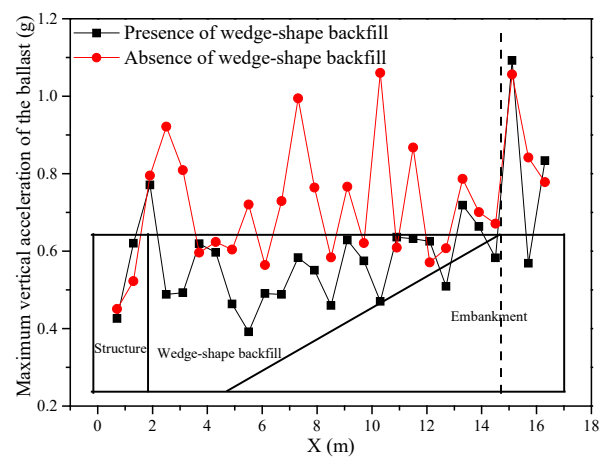 Maximum vertical acceleration of the ballast (g)
Presence of wedge-shape backfill
Absence of wedge-shape backfill
1.2
1.0
0.8
0.6
0.4
0.2
Structure
Wedge-shape backfill
Embankment
0 2 4 6 8 10 12 14 16 18
X (m)